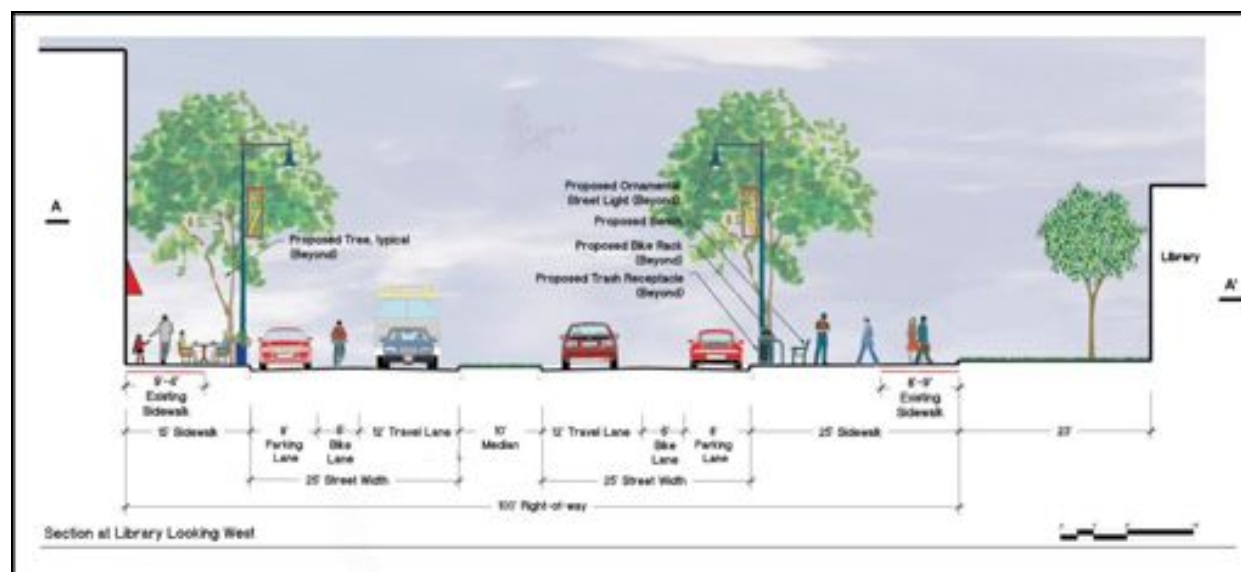 A
Proposed Tree, typical
(Beyond)
Proposed Ornamental
Street Light (Beyond)
Proposed Bench
Proposed Bike Rack
(Beyond)
Proposed Trash Receptacle
(Beyond)
Library
A'
Existing
Sidewalk
Existing
Sidewalk
15' Sidewalk
8'
Parking
Lane
5'
Bike
Lane
12' Travel Lane
10'
Median
12' Travel Lane
5'
Bike
Lane
8'
Parking
Lane
25' Sidewalk
23'
25' Street Width
25' Street Width
100' Right-of-way
Section at Library Looking West